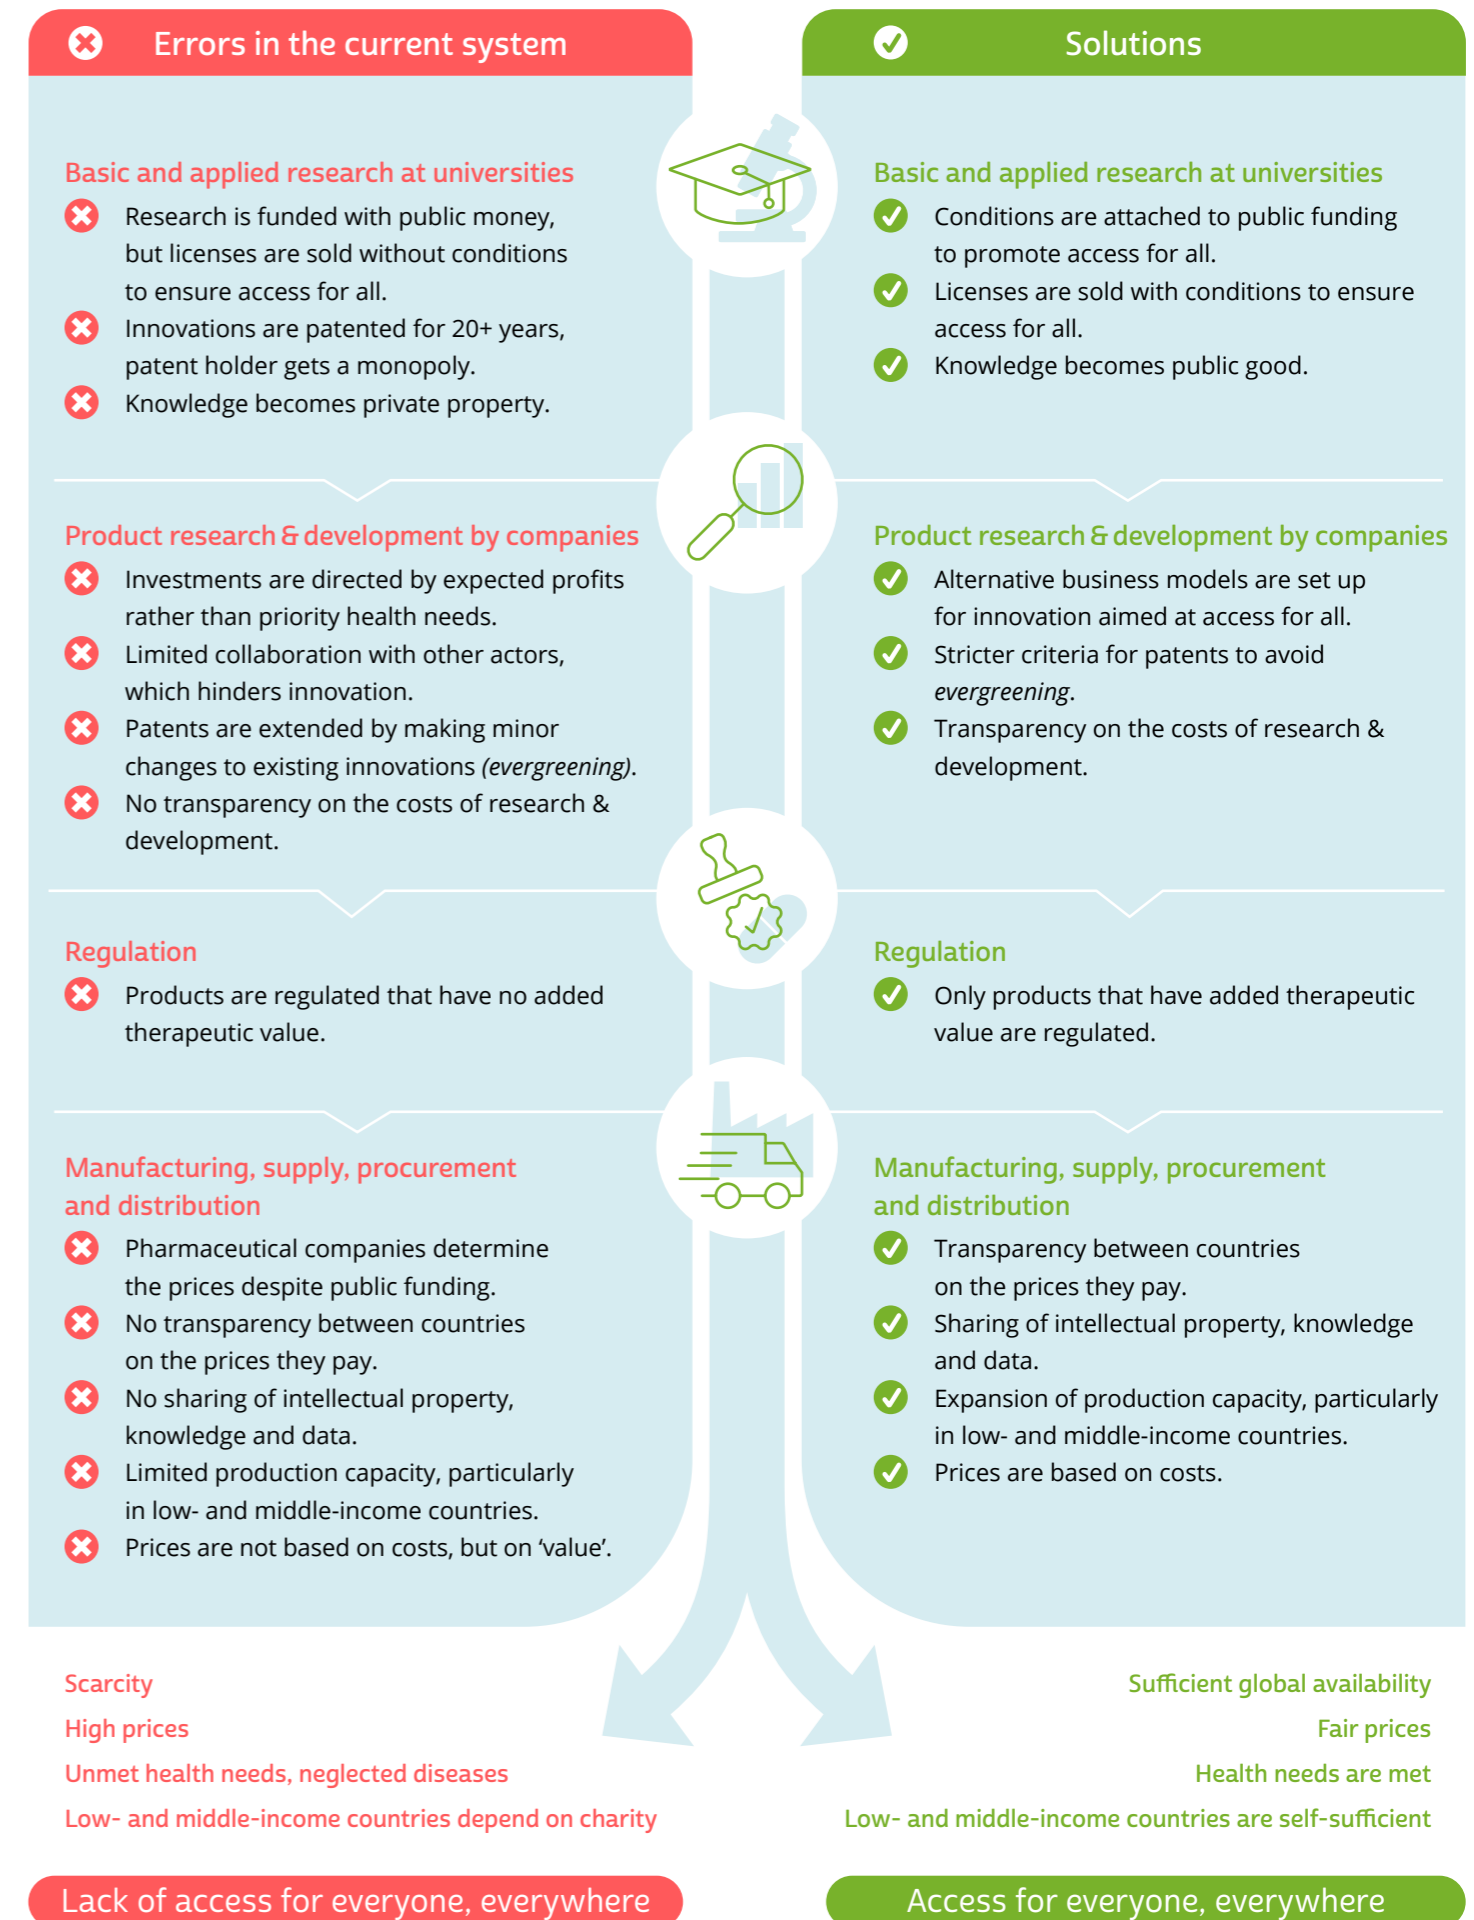 Errors in the current system
Basic and applied research at universities
Research is funded with public money,
but licenses are sold without conditions
to ensure access for all.
Innovations are patented for 20+ years,
patent holder gets a monopoly.
Knowledge becomes private property.
Product research & development by companies
Investments are directed by expected profits
rather than priority health needs.
Limited collaboration with other actors,
which hinders innovation.
Patents are extended by making minor
changes to existing innovations (evergreening).
No transparency on the costs of research &
development.
Regulation
Products are regulated that have no added
therapeutic value.
Manufacturing, supply, procurement
and distribution
Pharmaceutical companies determine
the prices despite public funding.
No transparency between countries
on the prices they pay.
No sharing of intellectual property,
knowledge and data.
Limited production capacity, particularly
in low- and middle-income countries.
Prices are not based on costs, but on ‘value’.
Scarcity
High prices
Unmet health needs, neglected diseases
Low- and middle-income countries depend on charity
Lack of access for everyone, everywhere
Solutions
Basic and applied research at universities
Conditions are attached to public funding
to promote access for all.
Licenses are sold with conditions to ensure
access for all.
Knowledge becomes public good.
Product research & development by companies
Alternative business models are set up
for innovation aimed at access for all.
Stricter criteria for patents to avoid
evergreening.
Transparency on the costs of research &
development.
Regulation
Only products that have added therapeutic
value are regulated.
Manufacturing, supply, procurement
and distribution
Transparency between countries
on the prices they pay.
Sharing of intellectual property, knowledge
and data.
Expansion of production capacity, particularly
in low- and middle-income countries.
Prices are based on costs.
Sufficient global availability
Fair prices
Health needs are met
Low- and middle-income countries are self-sufficient
Access for everyone, everywhere